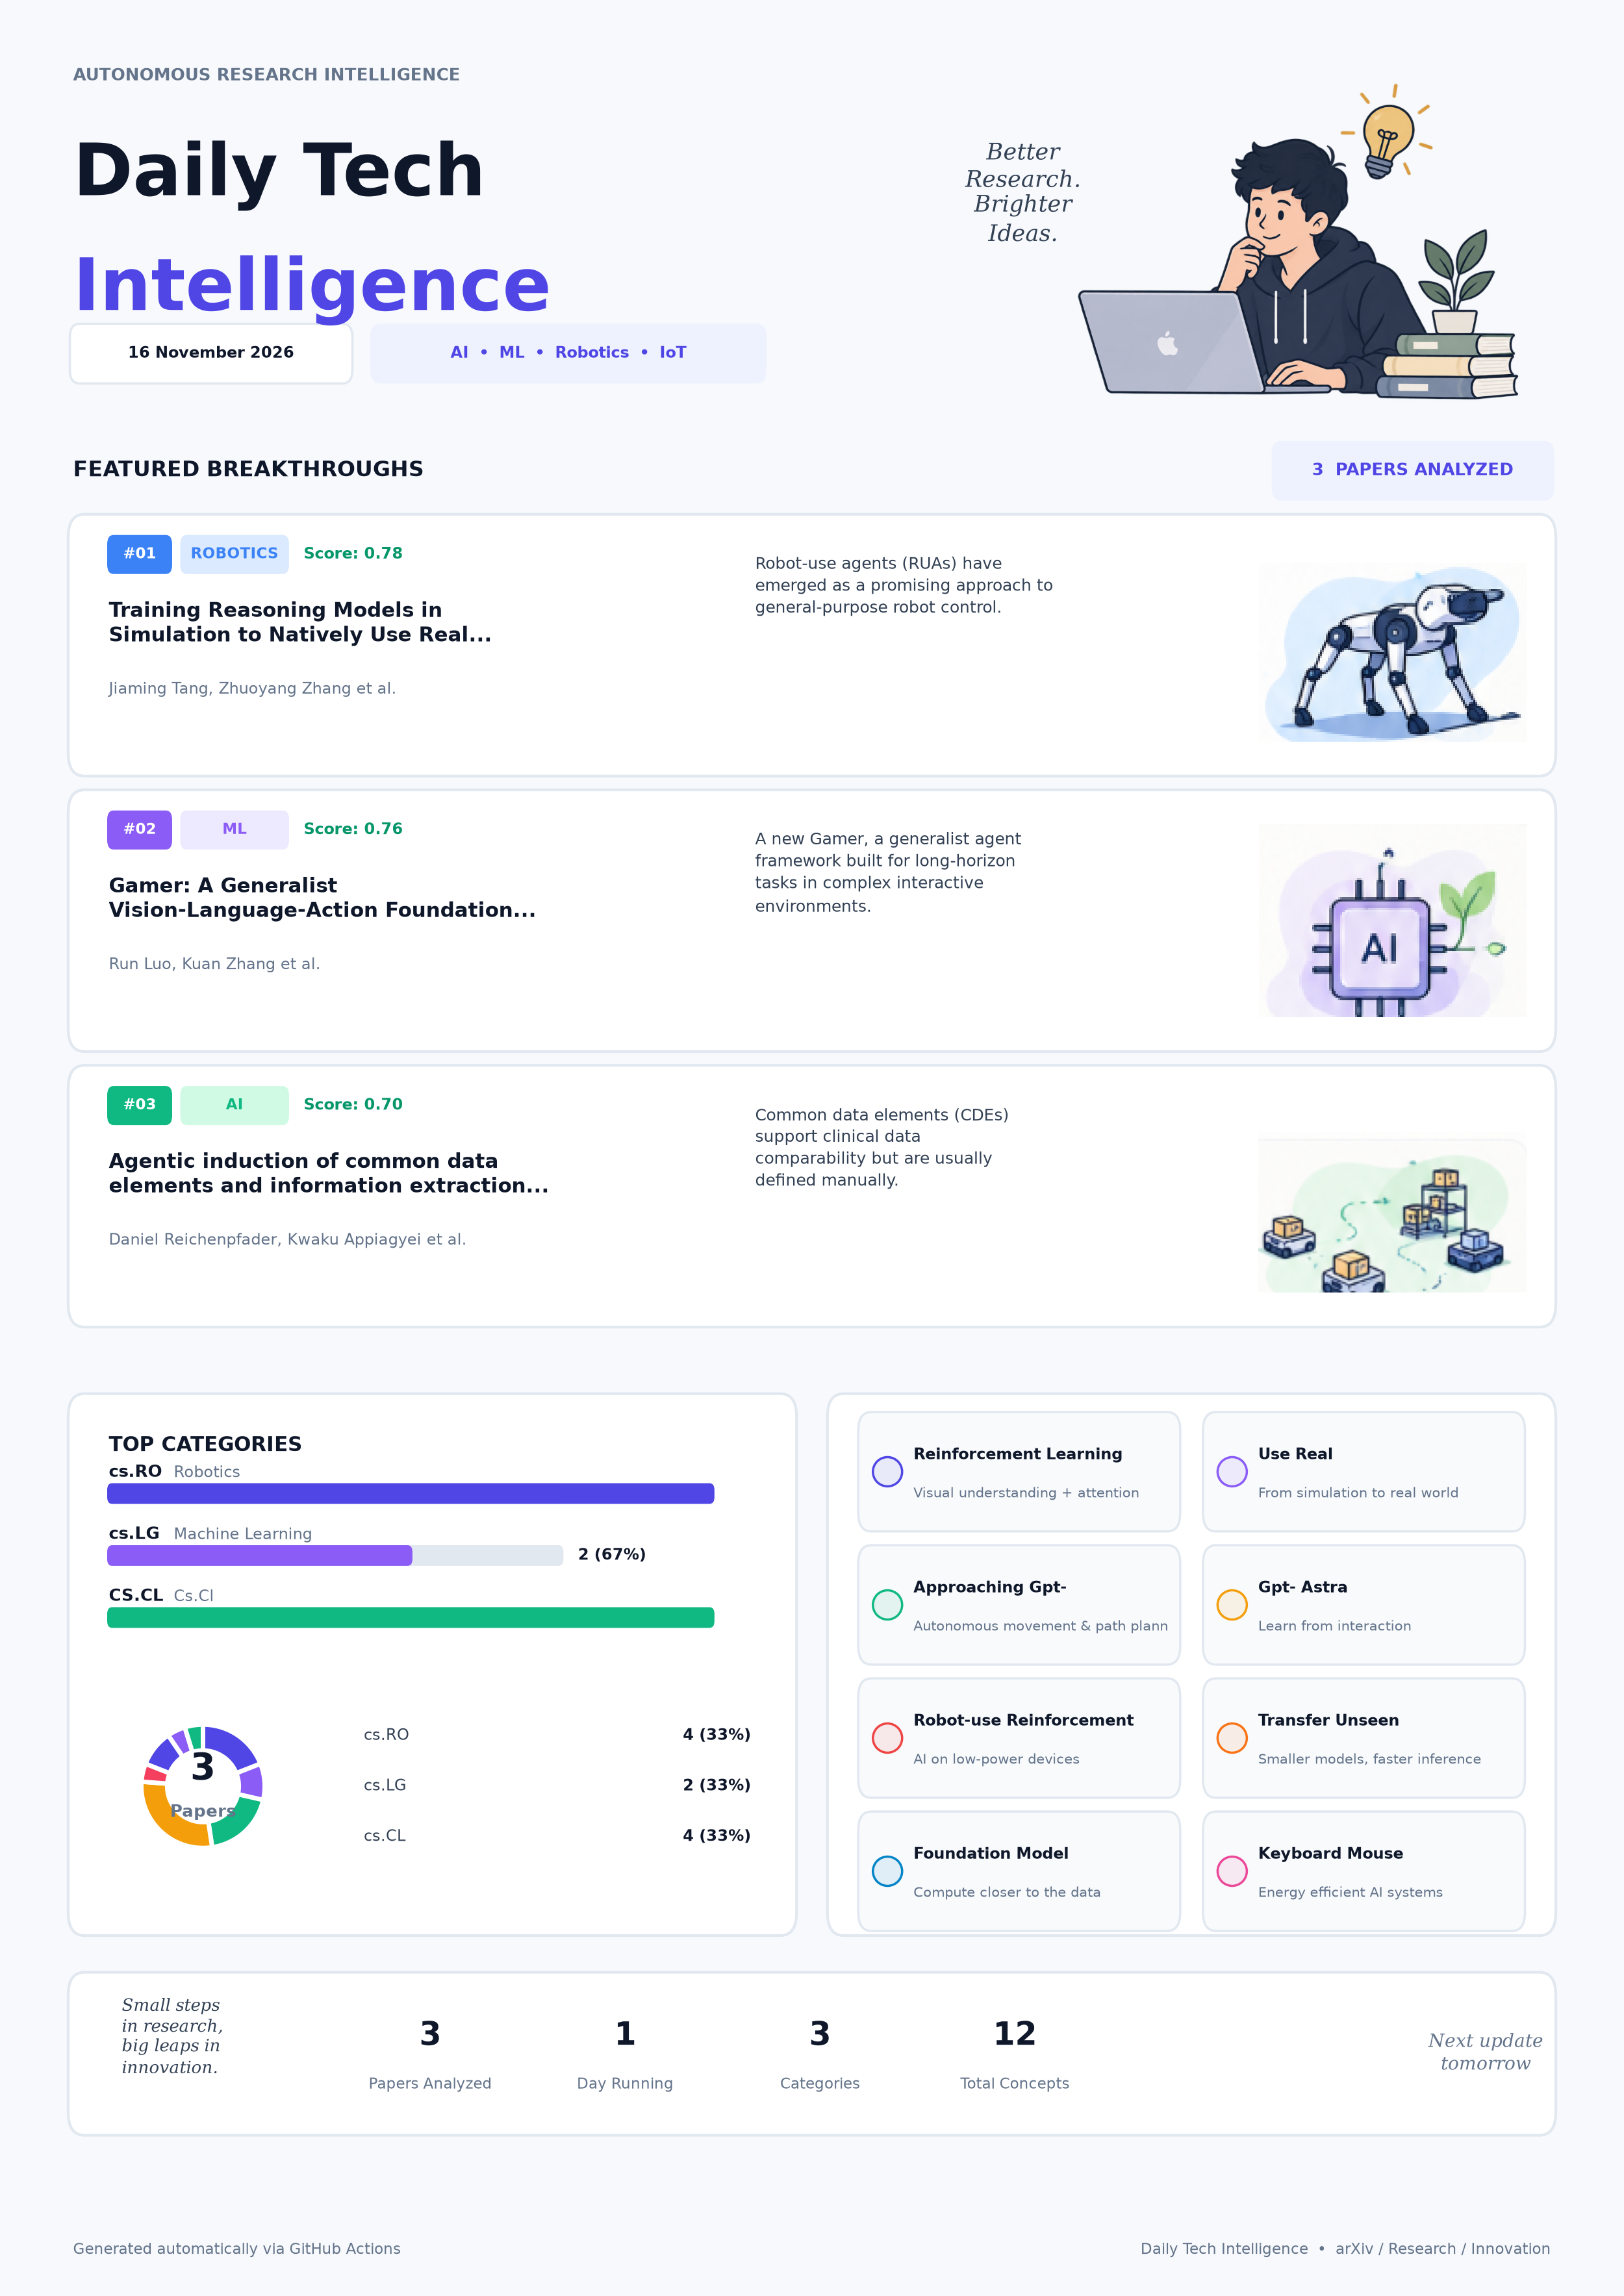 AUTONOMOUS RESEARCH INTELLIGENCE
Daily Tech
Intelligence
16 November 2026
AI • ML • Robotics • IoT
Better
Research.
Brighter
Ideas.
FEATURED BREAKTHROUGHS
3 PAPERS ANALYZED
#01
ROBOTICS
Score: 0.78
Training Reasoning Models in
Simulation to Natively Use Real...
Jiaming Tang, Zhuoyang Zhang et al.
Robot-use agents (RUAs) have
emerged as a promising approach to
general-purpose robot control.
#02
ML
Score: 0.76
Gamer: A Generalist
Vision-Language-Action Foundation...
Run Luo, Kuan Zhang et al.
A new Gamer, a generalist agent
framework built for long-horizon
tasks in complex interactive
environments.
AI
#03
AI
Score: 0.70
Agentic induction of common data
elements and information extraction...
Daniel Reichenpfader, Kwaku Appiagyei et al.
Common data elements (CDEs)
support clinical data
comparability but are usually
defined manually.
TOP CATEGORIES
cs.RO Robotics
cs.LG Machine Learning
2 (67%)
CS.CL Cs.Cl
3
Papers
cs.RO 4 (33%)
cs.LG 2 (33%)
cs.CL 4 (33%)
Reinforcement Learning
Visual understanding + attention
Use Real
From simulation to real world
Approaching Gpt-
Autonomous movement & path plann
Gpt- Astra
Learn from interaction
Robot-use Reinforcement
AI on low-power devices
Transfer Unseen
Smaller models, faster inference
Foundation Model
Compute closer to the data
Keyboard Mouse
Energy efficient AI systems
Small steps
in research,
big leaps in
innovation.
3
Papers Analyzed
1
Day Running
3
Categories
12
Total Concepts
Next update
tomorrow
Generated automatically via GitHub Actions
Daily Tech Intelligence • arXiv / Research / Innovation